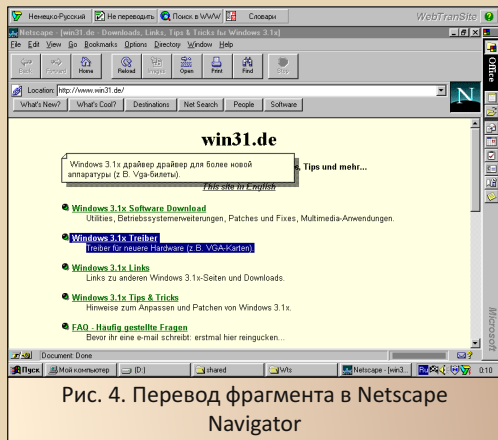 Немецко-Русский Не переводить Поиск в WWW Словари WebTranSite
Netscape - [win31.de - Downloads, Links, Tips & Tricks für Windows 3.1x]
File Edit View Go Bookmarks Options Directory Window Help
Back Forward Home Reload Images Open Print Find Stop
Location: http://www.win31.de/
What's New? What's Cool? Destinations Net Search People Software
Office
win31.de
Windows 3.1x драйвер драйвер для более новой
аппаратуры (z.B. Vga-билеты).
s, Tips und mehr...
This site in English
Windows 3.1x Software Download
Utilities, Betriebssystemerweiterungen, Patches und Fixes, Multimedia-Anwendungen.
Windows 3.1x Treiber
Treiber für neuere Hardware (z.B. VGA-Karten).
Windows 3.1x Links
Links zu anderen Windows 3.1x-Seiten und Downloads.
Windows 3.1x Tips & Tricks
Hinweise zum Anpassen und Patchen von Windows 3.1x.
FAQ - Häufig gestellte Fragen
Bevor ihr eine e-mail schreibt: erstmal hier reingucken...
Microsoft
Document: Done
Пуск Мой компьютер (D:) shared Wts Netscape - [win3... 0:10
Рис. 4. Перевод фрагмента в Netscape
Navigator